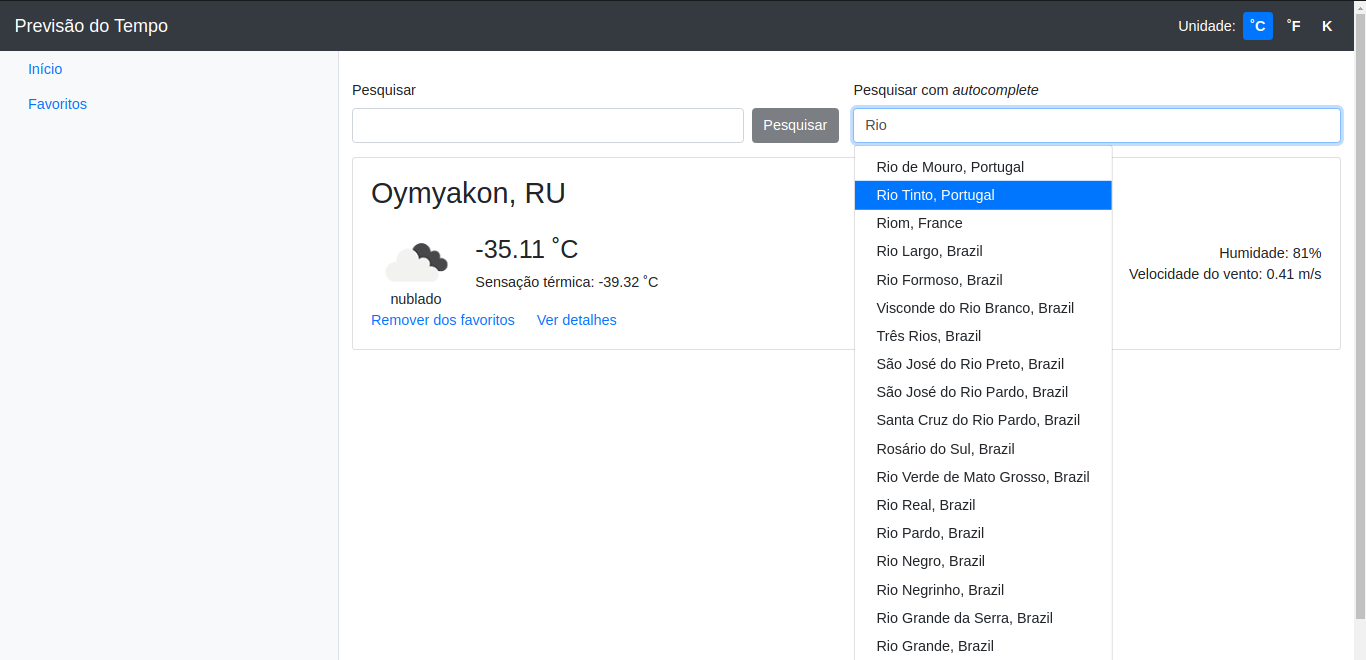 Previsão do Tempo
Unidade: ˚C ˚F K
Início
Favoritos
Pesquisar
Pesquisar
Pesquisar com autocomplete
Rio
Oymyakon, RU
-35.11 ˚C
Sensação térmica: -39.32 ˚C
nublado
Remover dos favoritos Ver detalhes
Humidade: 81%
Velocidade do vento: 0.41 m/s
Rio de Mouro, Portugal
Rio Tinto, Portugal
Riom, France
Rio Largo, Brazil
Rio Formoso, Brazil
Visconde do Rio Branco, Brazil
Três Rios, Brazil
São José do Rio Preto, Brazil
São José do Rio Pardo, Brazil
Santa Cruz do Rio Pardo, Brazil
Rosário do Sul, Brazil
Rio Verde de Mato Grosso, Brazil
Rio Real, Brazil
Rio Pardo, Brazil
Rio Negro, Brazil
Rio Negrinho, Brazil
Rio Grande da Serra, Brazil
Rio Grande, Brazil